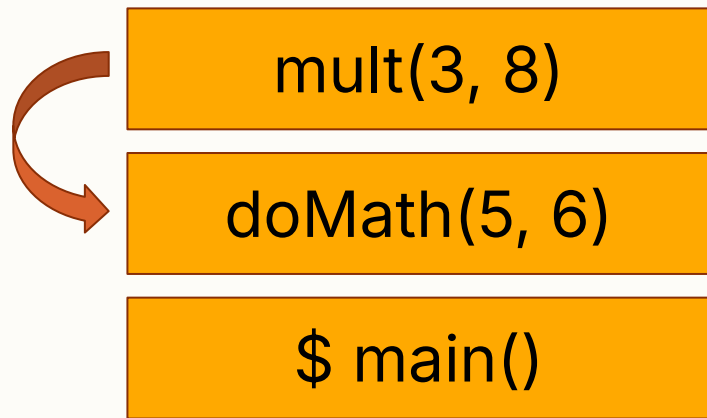 mult(3, 8)
doMath(5, 6)
$ main()